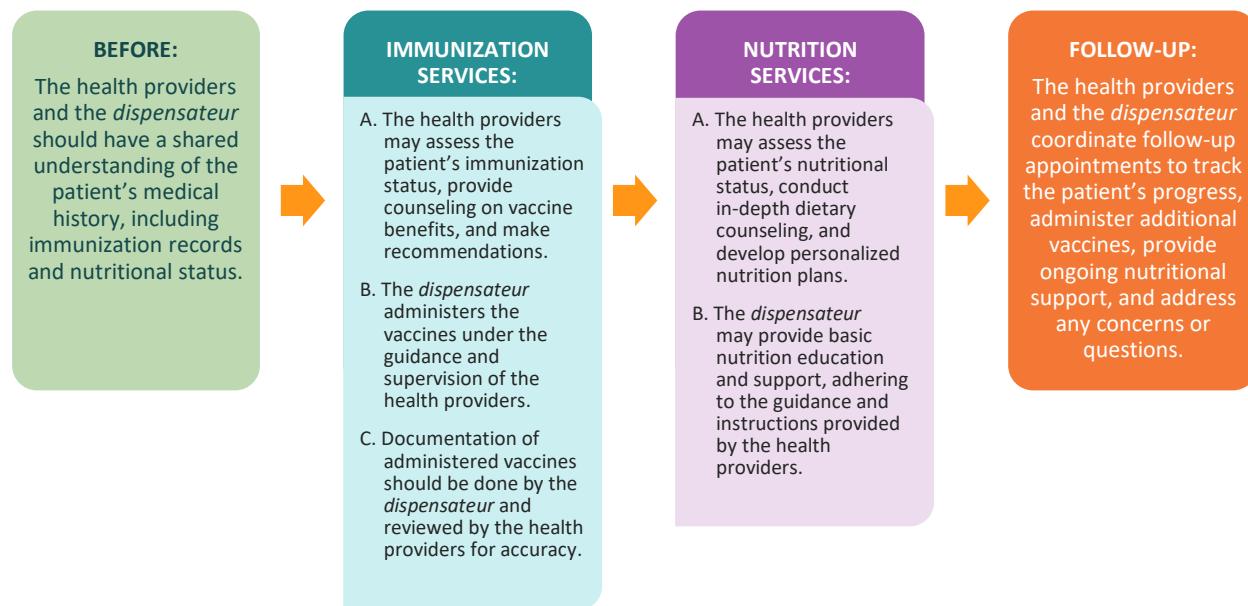 BEFORE:
The health providers
and the dispensateur
should have a shared
understanding of the
patient's medical
history, including
immunization records
and nutritional status.
IMMUNIZATION
SERVICES:
A. The health providers
may assess the
patient's immunization
status, provide
counseling on vaccine
benefits, and make
recommendations.
B. The dispensateur
administers the
vaccines under the
guidance and
supervision of the
health providers.
C. Documentation of
administered vaccines
should be done by the
dispensateur and
reviewed by the health
providers for accuracy.
NUTRITION
SERVICES:
A. The health providers
may assess the
patient's nutritional
status, conduct
in-depth dietary
counseling, and
develop personalized
nutrition plans.
B. The dispensateur
may provide basic
nutrition education
and support, adhering
to the guidance and
instructions provided
by the health
providers.
FOLLOW-UP:
The health providers
and the dispensateur
coordinate follow-up
appointments to track
the patient's progress,
administer additional
vaccines, provide
ongoing nutritional
support, and address
any concerns or
questions.